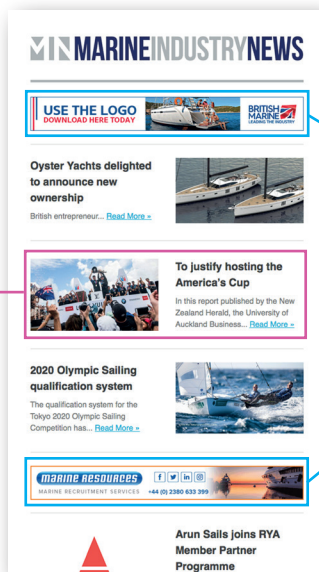 MIN MARINEINDUSTRYNEWS
USE THE LOGO
DOWNLOAD HERE TODAY
BRITISH
MARINE
LEADING THE INDUSTRY
Oyster Yachts delighted
to announce new
ownership
British entrepreneur... Read More »
To justify hosting the
America's Cup
In this report published by the New
Zealand Herald, the University of
Auckland Business... Read More »
2020 Olympic Sailing
qualification system
The qualification system for the
Tokyo 2020 Olympic Sailing
Competition has... Read More »
MARINE RESOURCES
MARINE RECRUITMENT SERVICES +44 (0) 2380 633 399
Arun Sails joins RYA
Member Partner
Programme